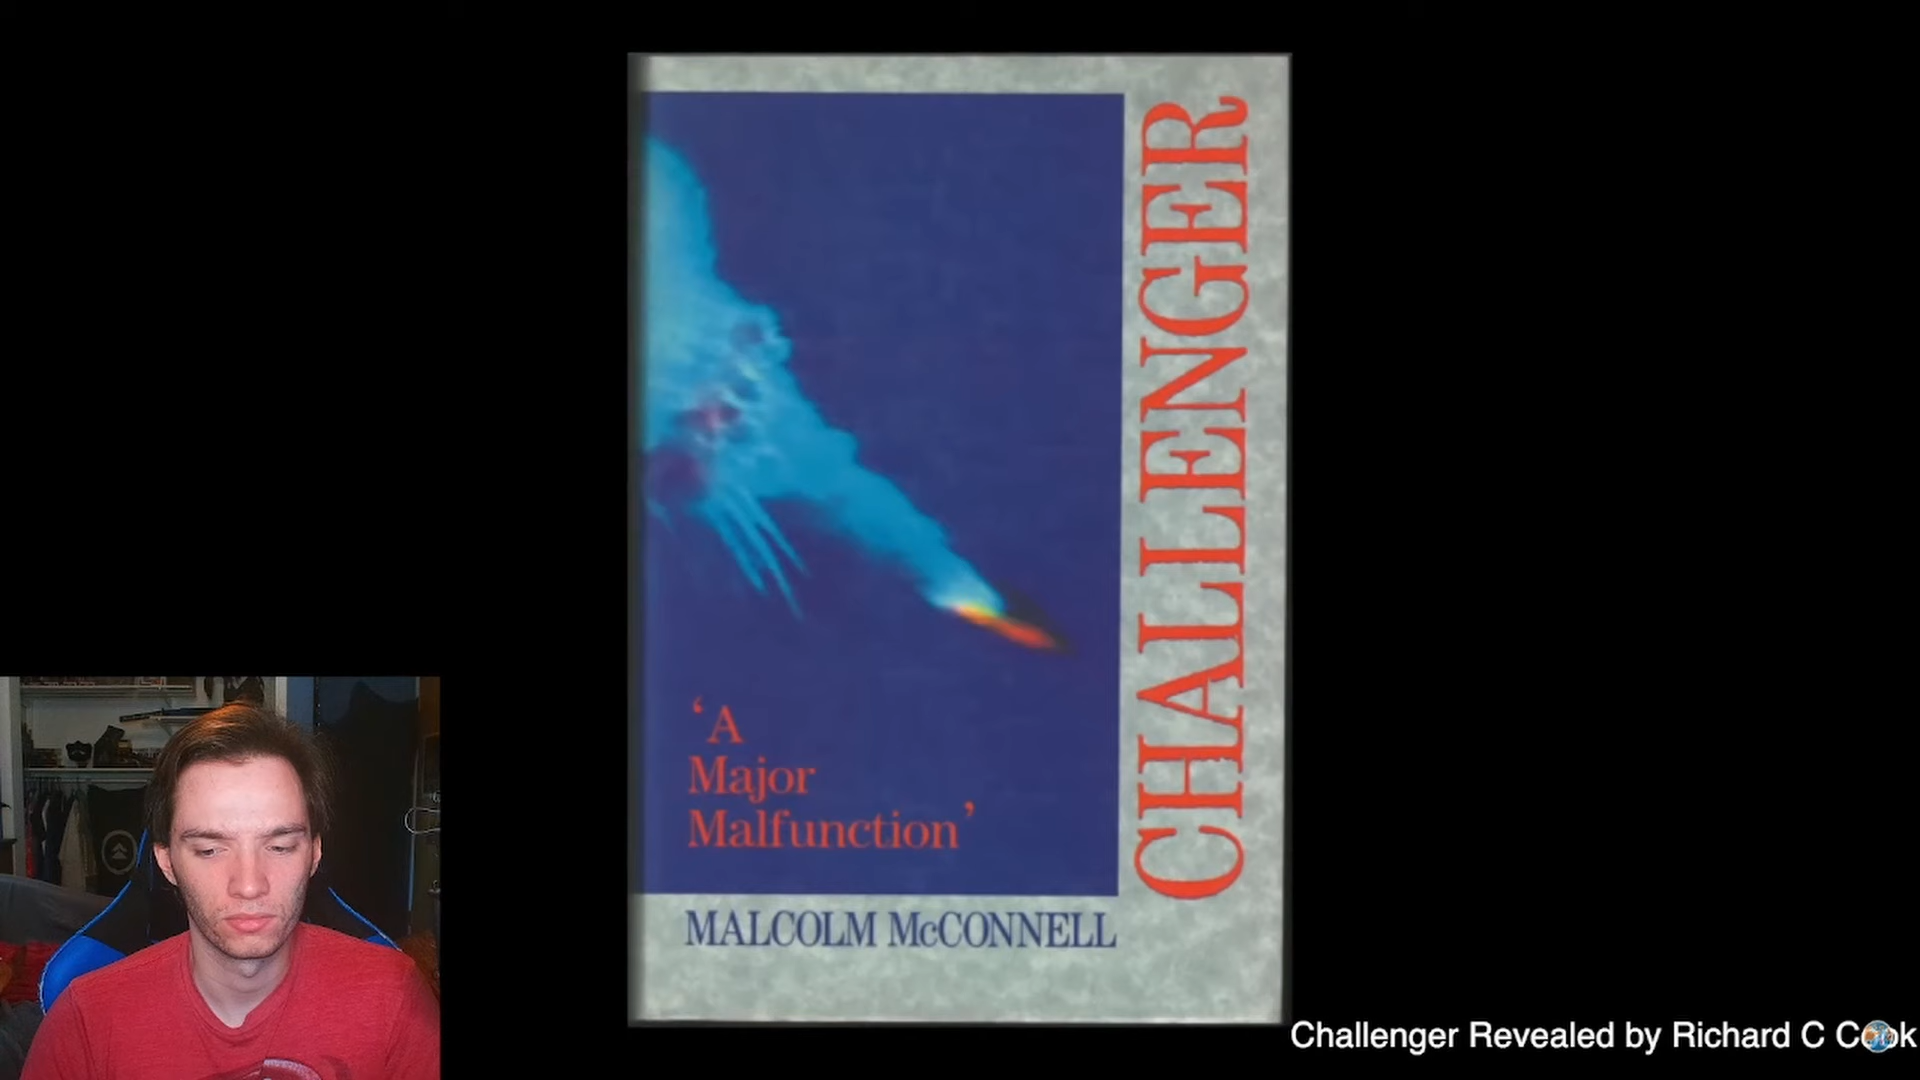 CHALLENGER
‘A
Major
Malfunction’
MALCOLM McCONNELL
Challenger Revealed by Richard C Cook